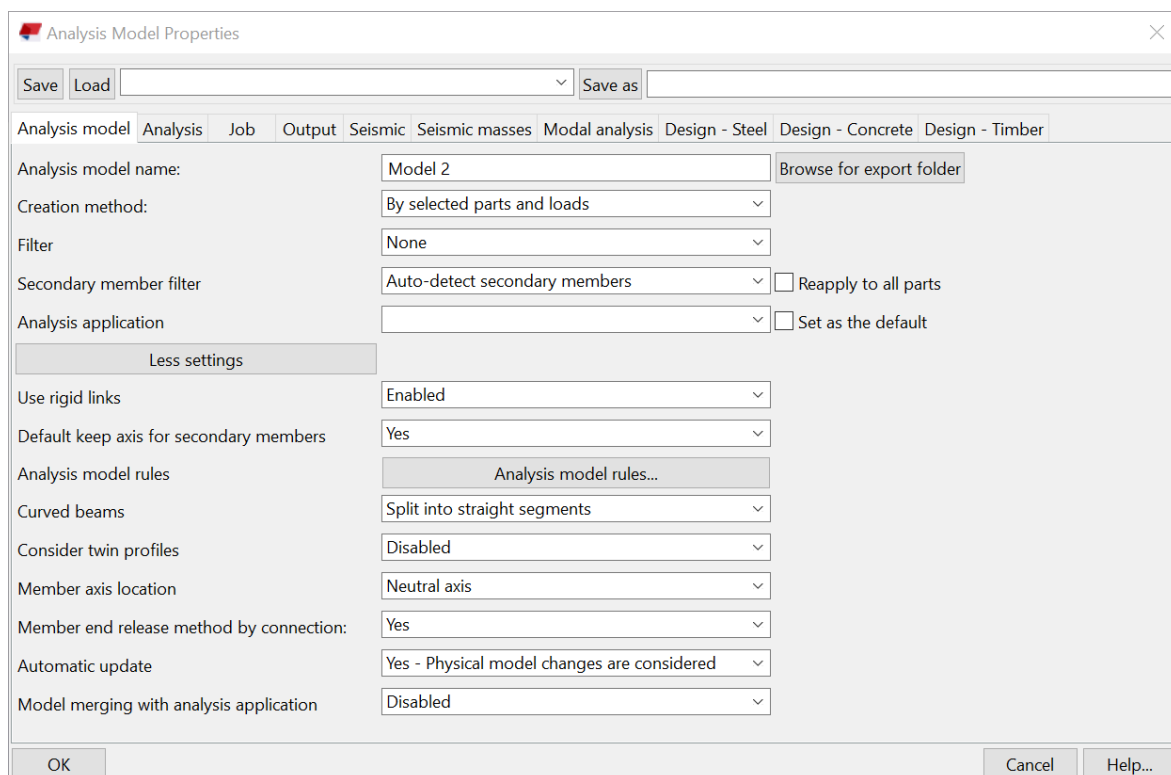 Analysis Model Properties
Save Load Save as
Analysis model Analysis Job Output Seismic Seismic masses Modal analysis Design - Steel Design - Concrete Design - Timber
Analysis model name: Model 2 Browse for export folder
Creation method: By selected parts and loads
Filter None
Secondary member filter Auto-detect secondary members Reapply to all parts
Analysis application Set as the default
Less settings
Use rigid links Enabled
Default keep axis for secondary members Yes
Analysis model rules Analysis model rules...
Curved beams Split into straight segments
Consider twin profiles Disabled
Member axis location Neutral axis
Member end release method by connection: Yes
Automatic update Yes - Physical model changes are considered
Model merging with analysis application Disabled
OK Cancel Help...